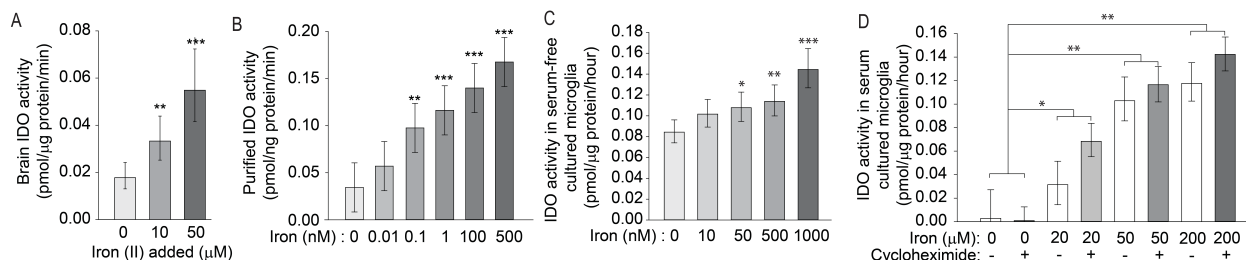 A
Brain IDO activity
(pmol/μg protein/min)
0.08
0.06
0.04
0.02
0.00
**
***
0 10 50
Iron (II) added (μM)
B
Purified IDO activity
(pmol/ng protein/min)
0.20
0.15
0.10
0.05
0.00
**
***
***
***
Iron (nM) : 0 0.01 0.1 1 100 500
C
IDO activity in serum-free
cultured microglia
(pmol/μg protein/hour)
0.18
0.16
0.14
0.12
0.10
0.08
0.06
0.04
0.02
0.00
*
**
***
Iron (nM) : 0 10 50 500 1000
D
IDO activity in serum
cultured microglia
(pmol/μg protein/hour)
0.16
0.14
0.12
0.10
0.08
0.06
0.04
0.02
0.00
**
**
*
Iron (μM): 0 0 20 20 50 50 200 200
Cycloheximide: - + - + - + - +